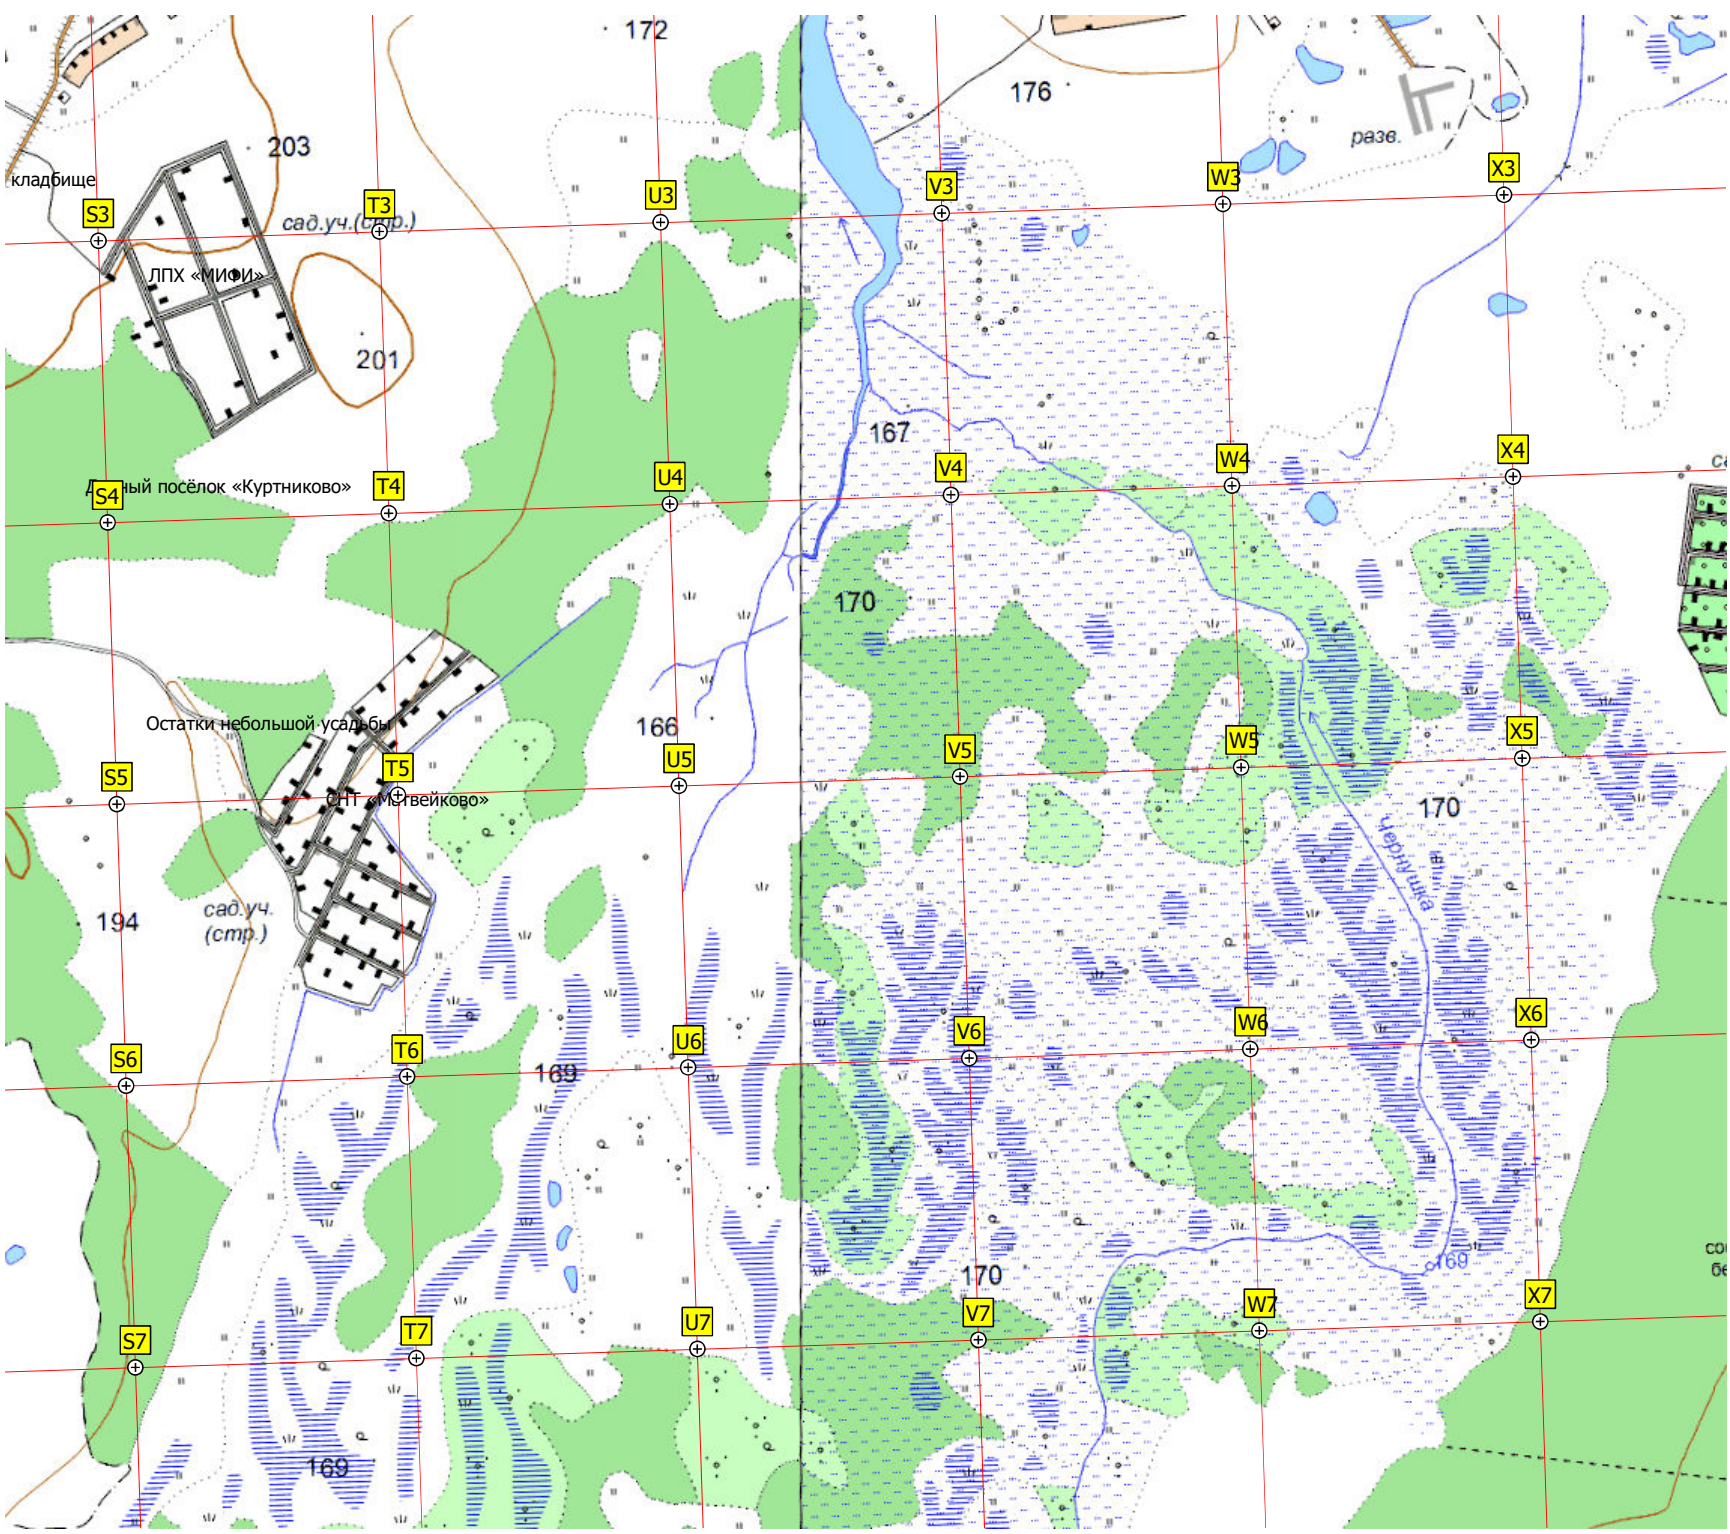 172
176
203
разв.
кладбище
S3
T3
U3
V3
W3
X3
сад.уч.(стр.)
ЛПХ «МИФИ»
201
167
S4
T4
U4
V4
W4
X4
посёлок «Куртниково»
170
Остатки небольшой усадьбы
166
S5
T5
U5
V5
W5
X5
СНТ «Матвейково»
170
Чернушка
194
сад.уч.
(стр.)
S6
T6
U6
V6
W6
X6
169
170
169
S7
T7
U7
V7
W7
X7
169